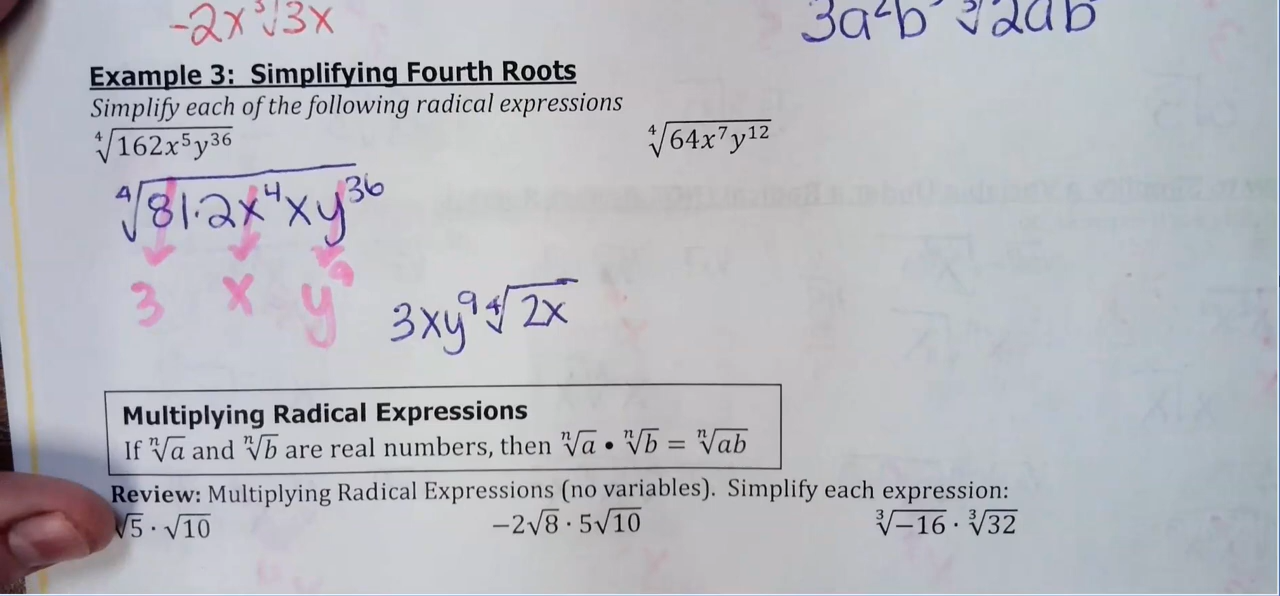 -2x ∛3x
3a²b ∛2ab
Example 3: Simplifying Fourth Roots
Simplify each of the following radical expressions
∜162x⁵y³⁶
∜64x⁷y¹²
∜81·2x⁴xy³⁶
3 x y⁹
3xy⁹ ∜2x
Multiplying Radical Expressions
If ⁿ√a and ⁿ√b are real numbers, then ⁿ√a • ⁿ√b = ⁿ√ab
Review: Multiplying Radical Expressions (no variables). Simplify each expression:
√5 · √10
−2√8 · 5√10
∛−16 · ∛32